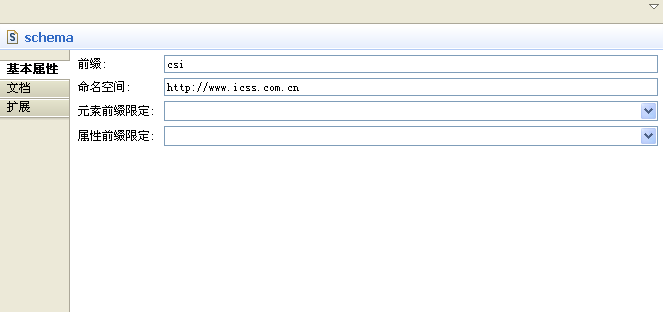 schema
基本属性
文档
扩展
前缀: csi
命名空间: http://www.icss.com.cn
元素前缀限定:
属性前缀限定: